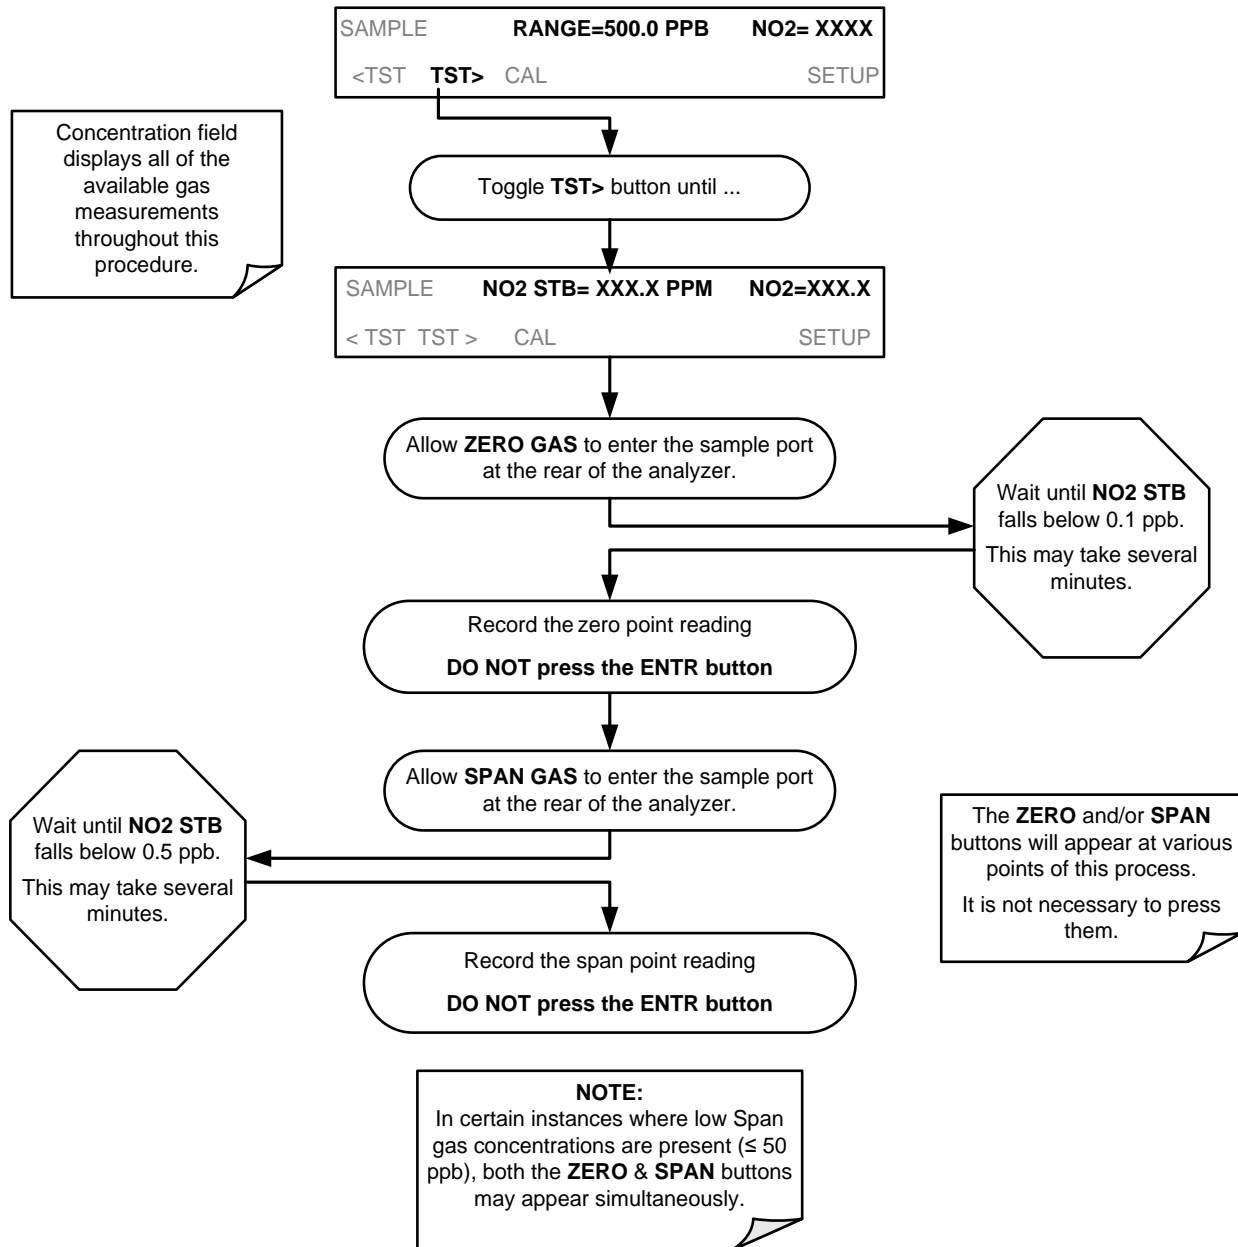 SAMPLE RANGE=500.0 PPB NO2= XXXX
<TST TST> CAL SETUP
Concentration field
displays all of the
available gas
measurements
throughout this
procedure.
Toggle TST> button until ...
SAMPLE NO2 STB= XXX.X PPM NO2=XXX.X
< TST TST > CAL SETUP
Allow ZERO GAS to enter the sample port
at the rear of the analyzer.
Wait until NO2 STB
falls below 0.1 ppb.
This may take several
minutes.
Record the zero point reading
DO NOT press the ENTR button
Allow SPAN GAS to enter the sample port
at the rear of the analyzer.
Wait until NO2 STB
falls below 0.5 ppb.
This may take several
minutes.
The ZERO and/or SPAN
buttons will appear at various
points of this process.
It is not necessary to press
them.
Record the span point reading
DO NOT press the ENTR button
NOTE:
In certain instances where low Span
gas concentrations are present (≤ 50
ppb), both the ZERO & SPAN buttons
may appear simultaneously.